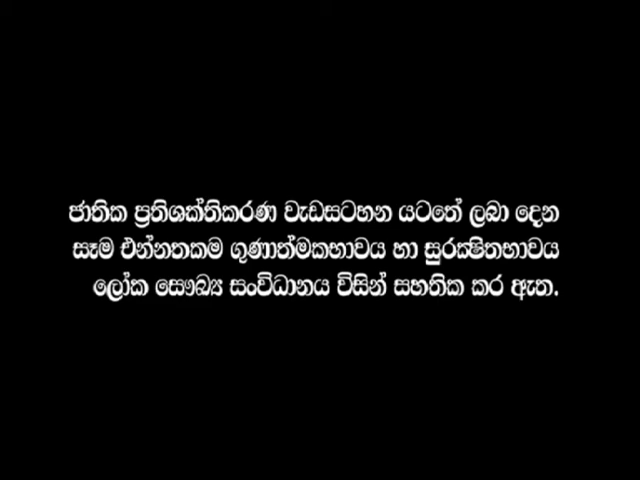 ජාතික ප්‍රතිශක්තිකරණ වැඩසටහන යටතේ ලබා දෙන
සෑම එන්නතකම ගුණාත්මකභාවය හා සුරක්ෂිතභාවය
ලෝක සෞඛ්‍ය සංවිධානය විසින් සහතික කර ඇත.